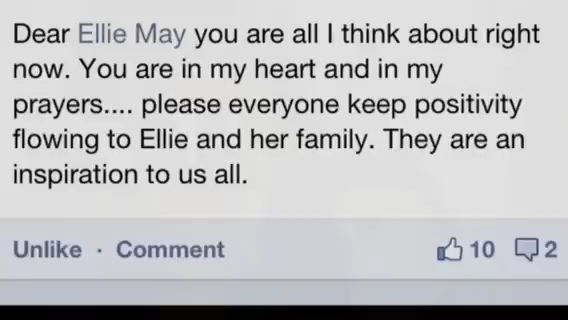 Dear Ellie May you are all I think about right
now. You are in my heart and in my
prayers.... please everyone keep positivity
flowing to Ellie and her family. They are an
inspiration to us all.
Unlike · Comment 10 2